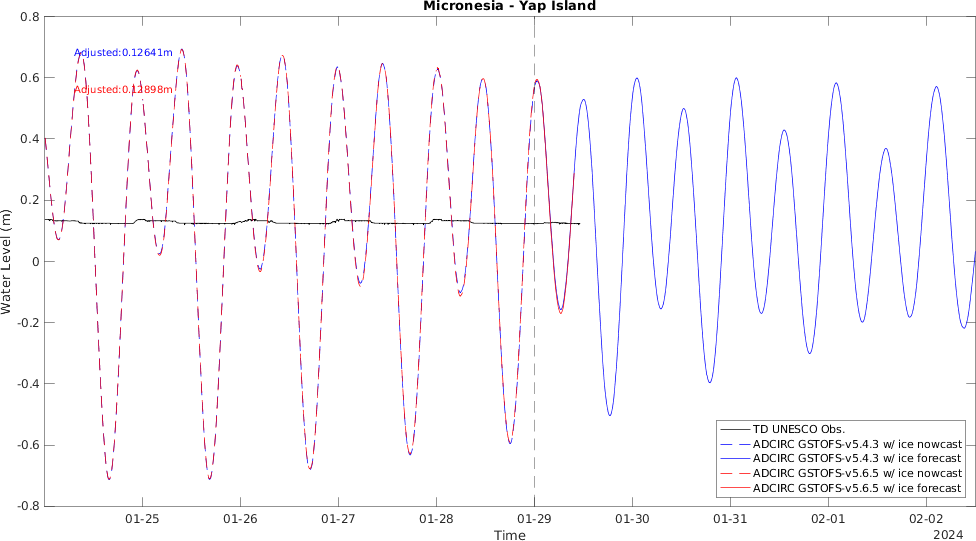 Micronesia - Yap Island
0.8
0.6
0.4
0.2
0
-0.2
-0.4
-0.6
-0.8
Water Level (m)
Adjusted:0.12641m
Adjusted:0.12898m
TD UNESCO Obs.
ADCIRC GSTOFS-v5.4.3 w/ ice nowcast
ADCIRC GSTOFS-v5.4.3 w/ ice forecast
ADCIRC GSTOFS-v5.6.5 w/ ice nowcast
ADCIRC GSTOFS-v5.6.5 w/ ice forecast
01-25 01-26 01-27 01-28 01-29 01-30 01-31 02-01 02-02
Time
2024